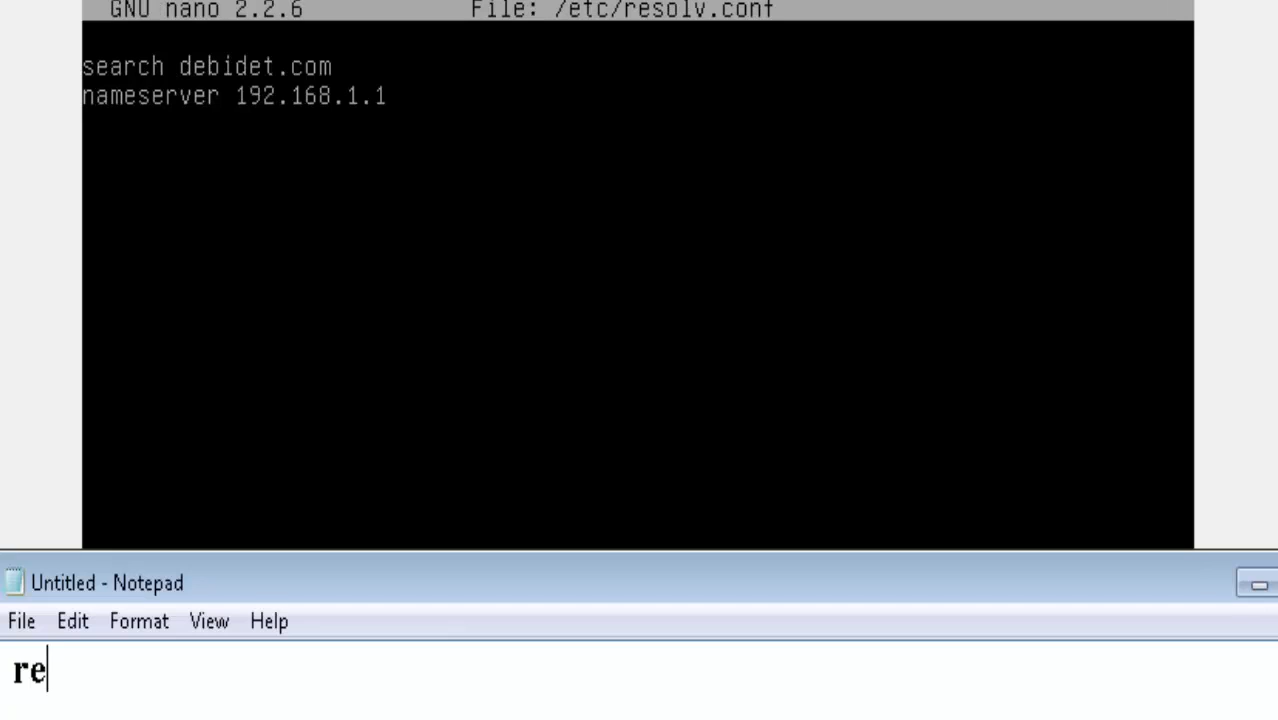 GNU nano 2.2.6 File: /etc/resolv.conf
search debidet.com
nameserver 192.168.1.1
Untitled - Notepad
File Edit Format View Help
re